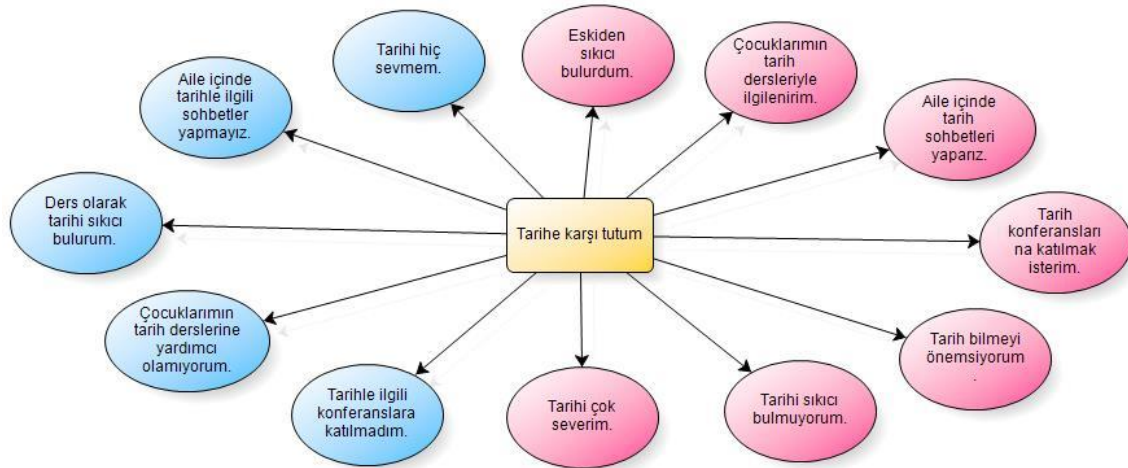 Tarihi hiç
sevmem.
Eskiden
sıkıcı
bulurdum.
Çocuklarımın
tarih
dersleriyle
ilgilenirim.
Aile içinde
tarihle ilgili
sohbetler
yapmayız.
Aile içinde
tarih
sohbetleri
yaparız.
Ders olarak
tarihi sıkıcı
bulurum.
Tarihe karşı tutum
Tarih
konferansları
na katılmak
isterim.
Çocuklarımın
tarih derslerine
yardımcı
olamıyorum.
Tarih bilmeyi
önemsiyorum
.
Tarihle ilgili
konferanslara
katılmadım.
Tarihi çok
severim.
Tarihi sıkıcı
bulmuyorum.